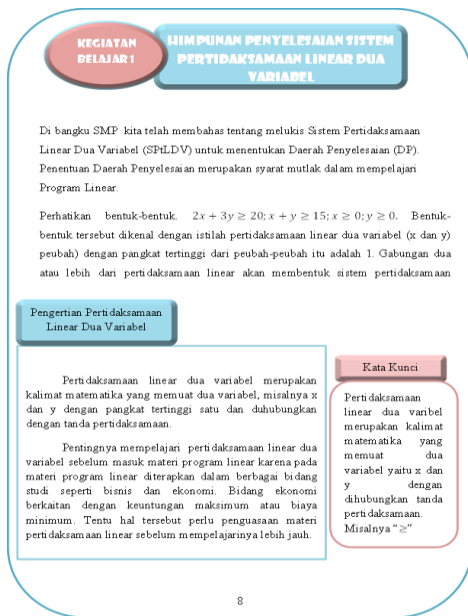 KEGIATAN
BELAJAR 1
HIMPUNAN PENYELESAIAN SISTEM
PERTIDAKSAMAAN LINEAR DUA
VARIABEL
Di bangku SMP kita telah membahas tentang melukis Sistem Pertidaksamaan
Linear Dua Variabel (SPtLDV) untuk menentukan Daerah Penyelesaian (DP).
Penentuan Daerah Penyelesaian merupakan syarat mutlak dalam mempelajari
Program Linear.
Perhatikan bentuk-bentuk. 2x + 3y ≥ 20; x + y ≥ 15; x ≥ 0; y ≥ 0. Bentuk-
bentuk tersebut dikenal dengan istilah pertidaksamaan linear dua variabel (x dan y)
peubah) dengan pangkat tertinggi dari peubah-peubah itu adalah 1. Gabungan dua
atau lebih dari pertidaksamaan linear akan membentuk sistem pertidaksamaan
Pengertian Pertidaksamaan
Linear Dua Variabel
Pertidaksamaan linear dua variabel merupakan
kalimat matematika yang memuat dua variabel, misalnya x
dan y dengan pangkat tertinggi satu dan duhubungkan
dengan tanda pertidaksamaan.
Pentingnya mempelajari pertidaksamaan linear dua
variabel sebelum masuk materi program linear karena pada
materi program linear diterapkan dalam berbagai bidang
studi seperti bisnis dan ekonomi. Bidang ekonomi
berkaitan dengan keuntungan maksimum atau biaya
minimum. Tentu hal tersebut perlu penguasaan materi
pertidaksamaan linear sebelum mempelajarinya lebih jauh.
Kata Kunci
Pertidaksamaan
linear dua varibel
merupakan kalimat
matematika yang
memuat dua
variabel yaitu x dan
y dengan
dihubungkan tanda
pertidaksamaan.
Misalnya “≥”
8